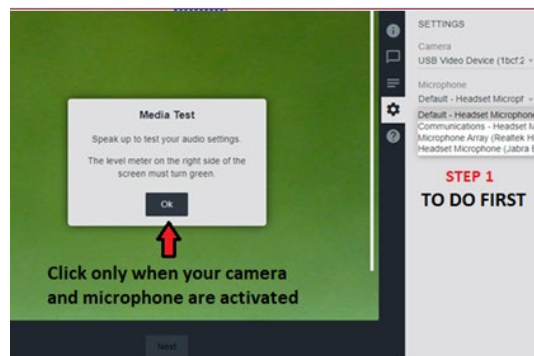 Media Test
Speak up to test your audio settings.
The level meter on the right side of the
screen must turn green.
Ok
Click only when your camera
and microphone are activated
Next
SETTINGS
Camera
USB Video Device (1bcf:2
Microphone
Default - Headset Microph
Default - Headset Microphone
Communications - Headset M
Microphone Array (Realtek H
Headset Microphone (Jabra E
STEP 1
TO DO FIRST